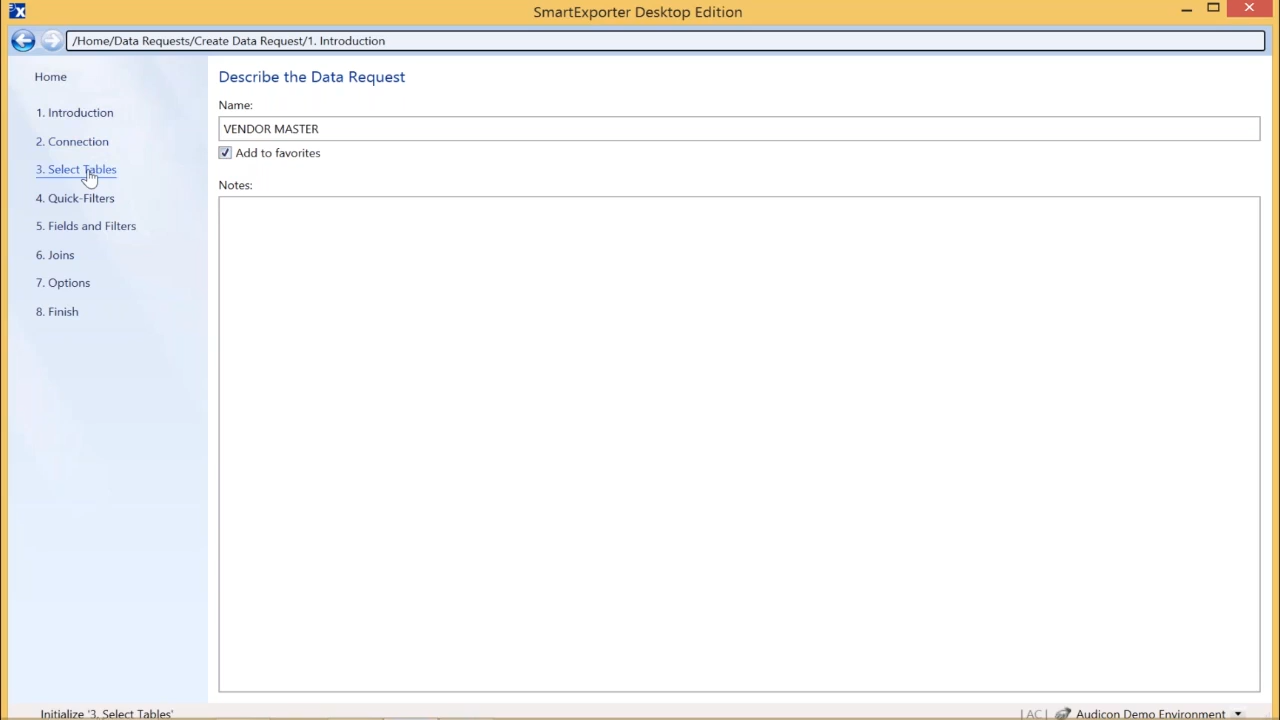 SmartExporter Desktop Edition
/Home/Data Requests/Create Data Request/1. Introduction
Home
1. Introduction
2. Connection
3. Select Tables
4. Quick-Filters
5. Fields and Filters
6. Joins
7. Options
8. Finish
Describe the Data Request
Name:
VENDOR MASTER
Add to favorites
Notes:
Initialize '3. Select Tables'
|AC| Audicon Demo Environment